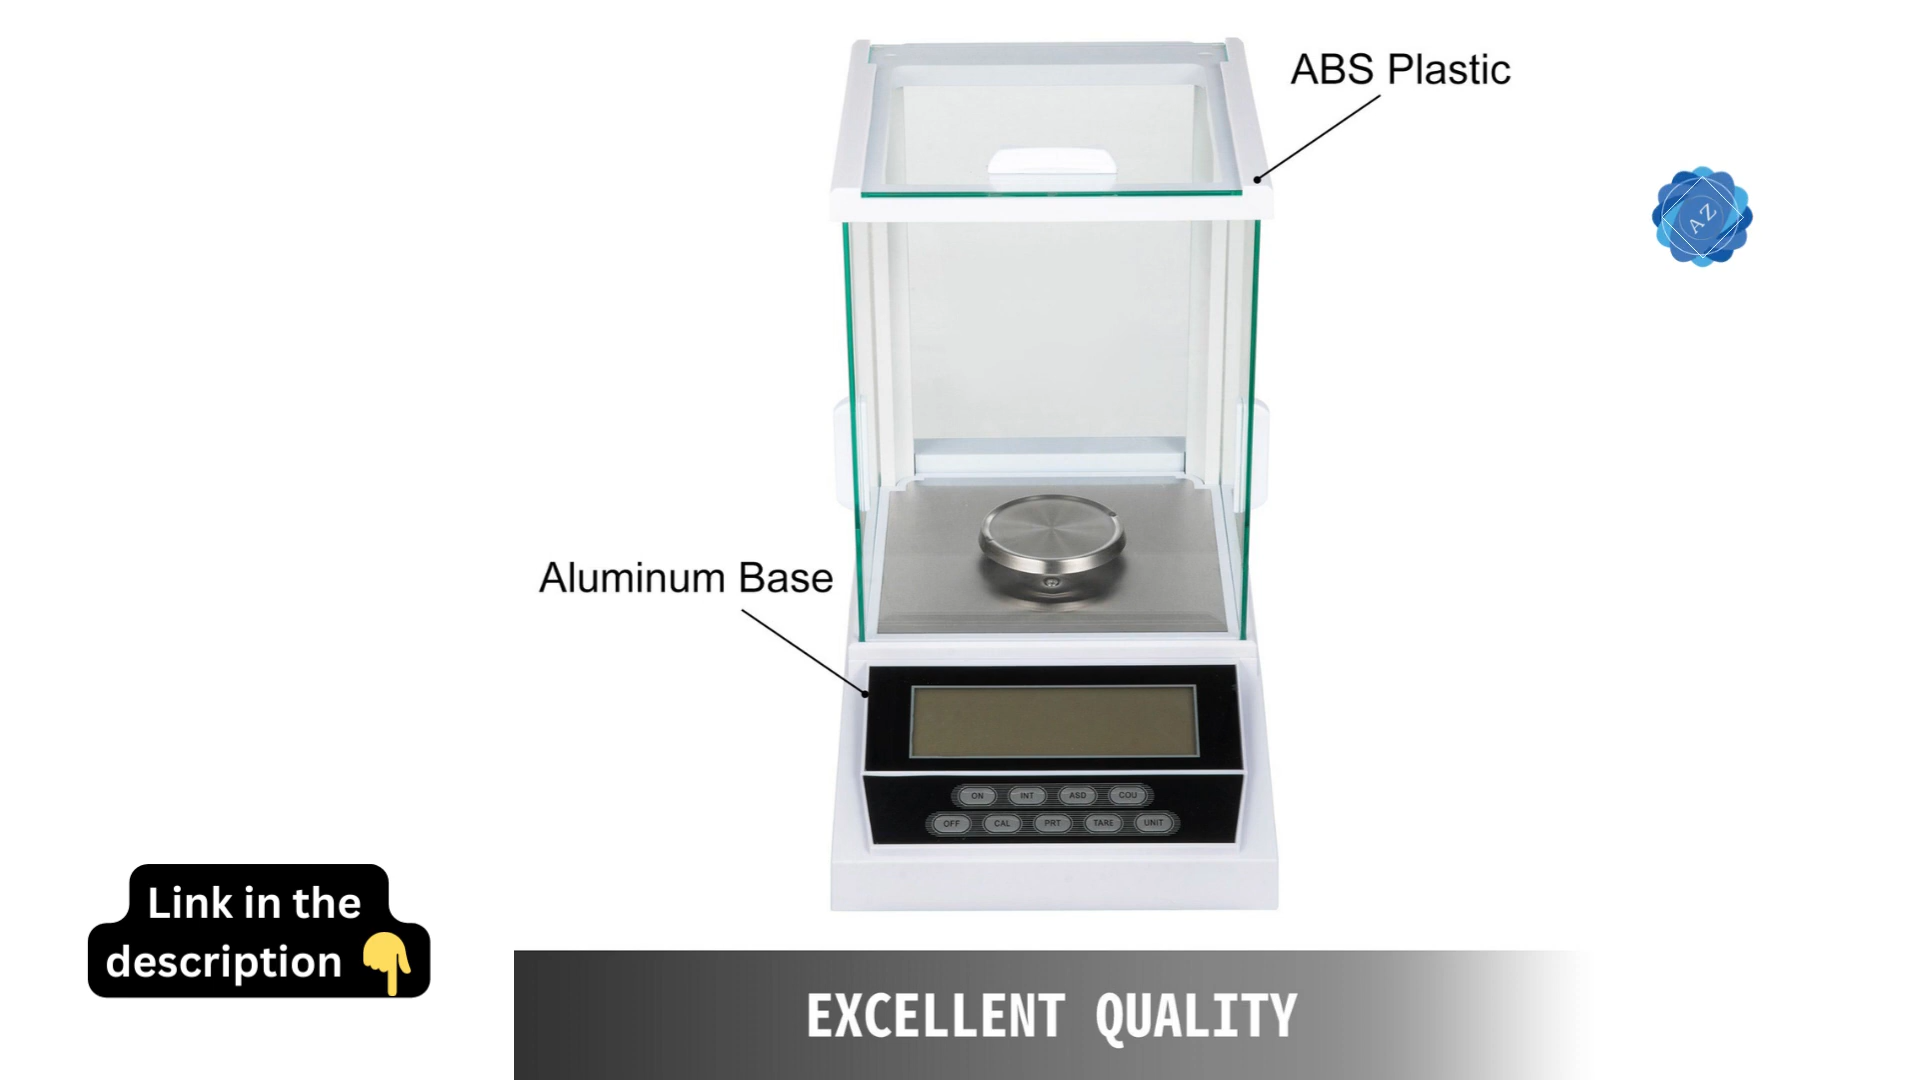 ABS Plastic
A Z
Aluminum Base
ON INT ASD COU
OFF CAL PRT TARE UNIT
Link in the
description
EXCELLENT QUALITY